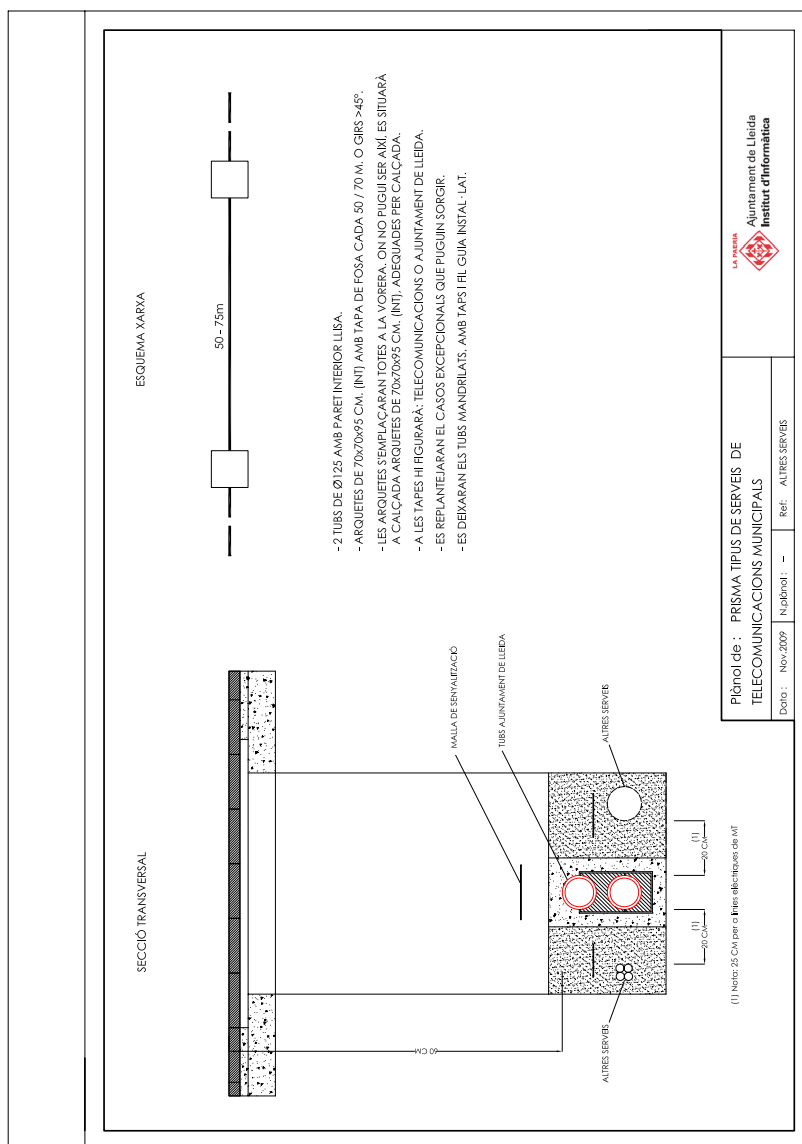 SECCIÓ TRANSVERSAL
ESQUEMA XARXA
50 - 75m
- 2 TUBS DE Ø125 AMB PARET INTERIOR LLISA.
- ARQUETES DE 70x70x95 CM. (INT) AMB TAPA DE FOSA CADA 50 / 70 M. O GIRS >45º.
- LES ARQUETES S'EMPLAÇARAN TOTES A LA VORERA. ON NO PUGUI SER AIXÍ, ES SITUARÀ
A CALÇADA ARQUETES DE 70x70x95 CM. (INT), ADEQUADES PER CALÇADA.
- A LES TAPES HI FIGURARÀ: TELECOMUNICACIONS O AJUNTAMENT DE LLEIDA.
- ES REPLANTEJARAN EL CASOS EXCEPCIONALS QUE PUGUIN SORGIR.
- ES DEIXARAN ELS TUBS MANDRILATS, AMB TAPS I FIL GUIA INSTAL·LAT.
MALLA DE SENYALITZACIÓ
TUBS AJUNTAMENT DE LLEIDA
ALTRES SERVEIS
60 CM
ALTRES SERVEIS
(1)
20 CM
(1)
20 CM
(1) Nota: 25 CM per a línies elèctriques de MT
Plànol de : PRISMA TIPUS DE SERVEIS DE
TELECOMUNICACIONS MUNICIPALS
Data : Nov.2009 N.plànol : - Ref: ALTRES SERVEIS
LA PAERIA
Ajuntament de Lleida
Institut d'Informàtica